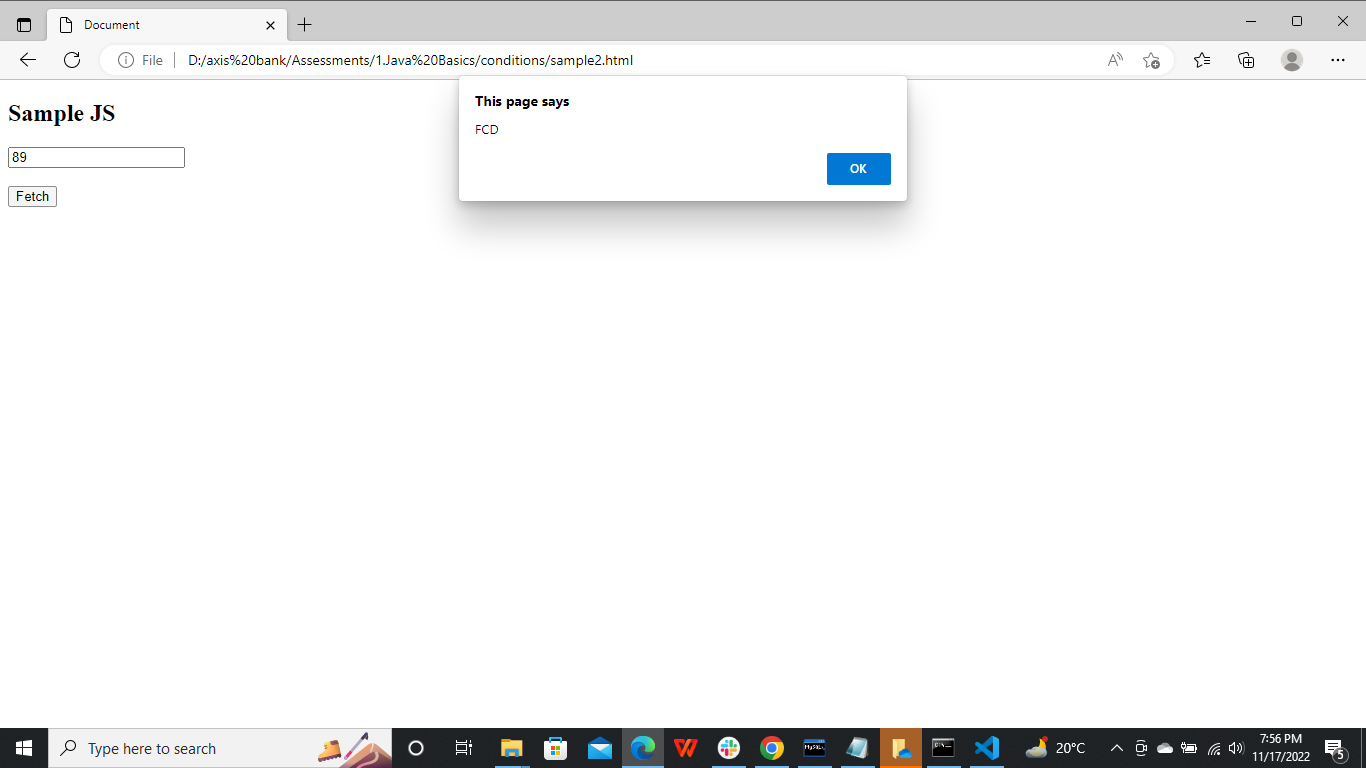 Document
File
D:/axis%20bank/Assessments/1.Java%20Basics/conditions/sample2.html
This page says
FCD
OK
Sample JS
89
Fetch
Type here to search
MySQL
20°C
7:56 PM
11/17/2022
5